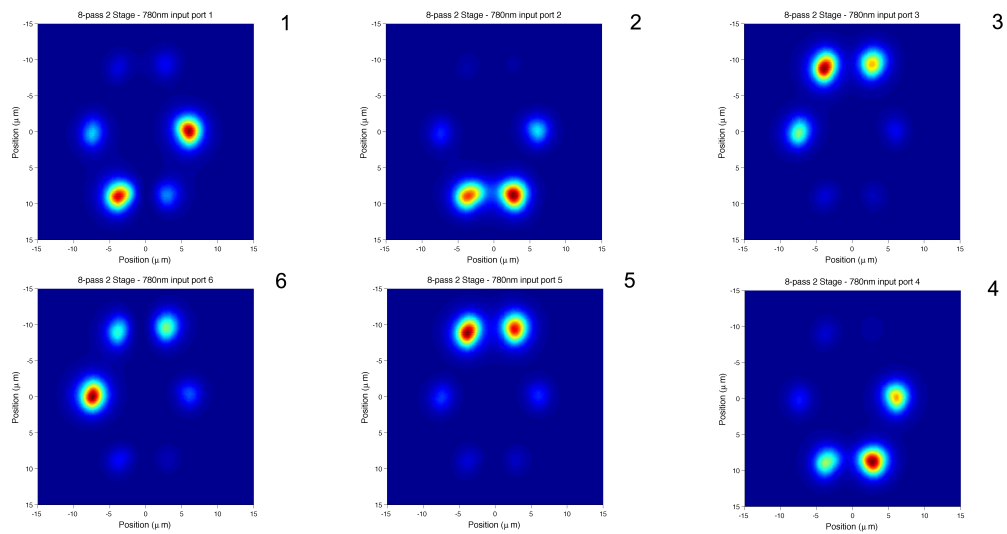 8-pass 2 Stage - 780nm input port 1
1
-15
-10
-5
0
5
10
15
Position (μ m)
-15 -10 -5 0 5 10 15
Position (μ m)
8-pass 2 Stage - 780nm input port 2
2
-15
-10
-5
0
5
10
15
Position (μ m)
-15 -10 -5 0 5 10 15
Position (μ m)
8-pass 2 Stage - 780nm input port 3
3
-15
-10
-5
0
5
10
15
Position (μ m)
-15 -10 -5 0 5 10 15
Position (μ m)
8-pass 2 Stage - 780nm input port 6
6
-15
-10
-5
0
5
10
15
Position (μ m)
-15 -10 -5 0 5 10 15
Position (μ m)
8-pass 2 Stage - 780nm input port 5
5
-15
-10
-5
0
5
10
15
Position (μ m)
-15 -10 -5 0 5 10 15
Position (μ m)
8-pass 2 Stage - 780nm input port 4
4
-15
-10
-5
0
5
10
15
Position (μ m)
-15 -10 -5 0 5 10 15
Position (μ m)